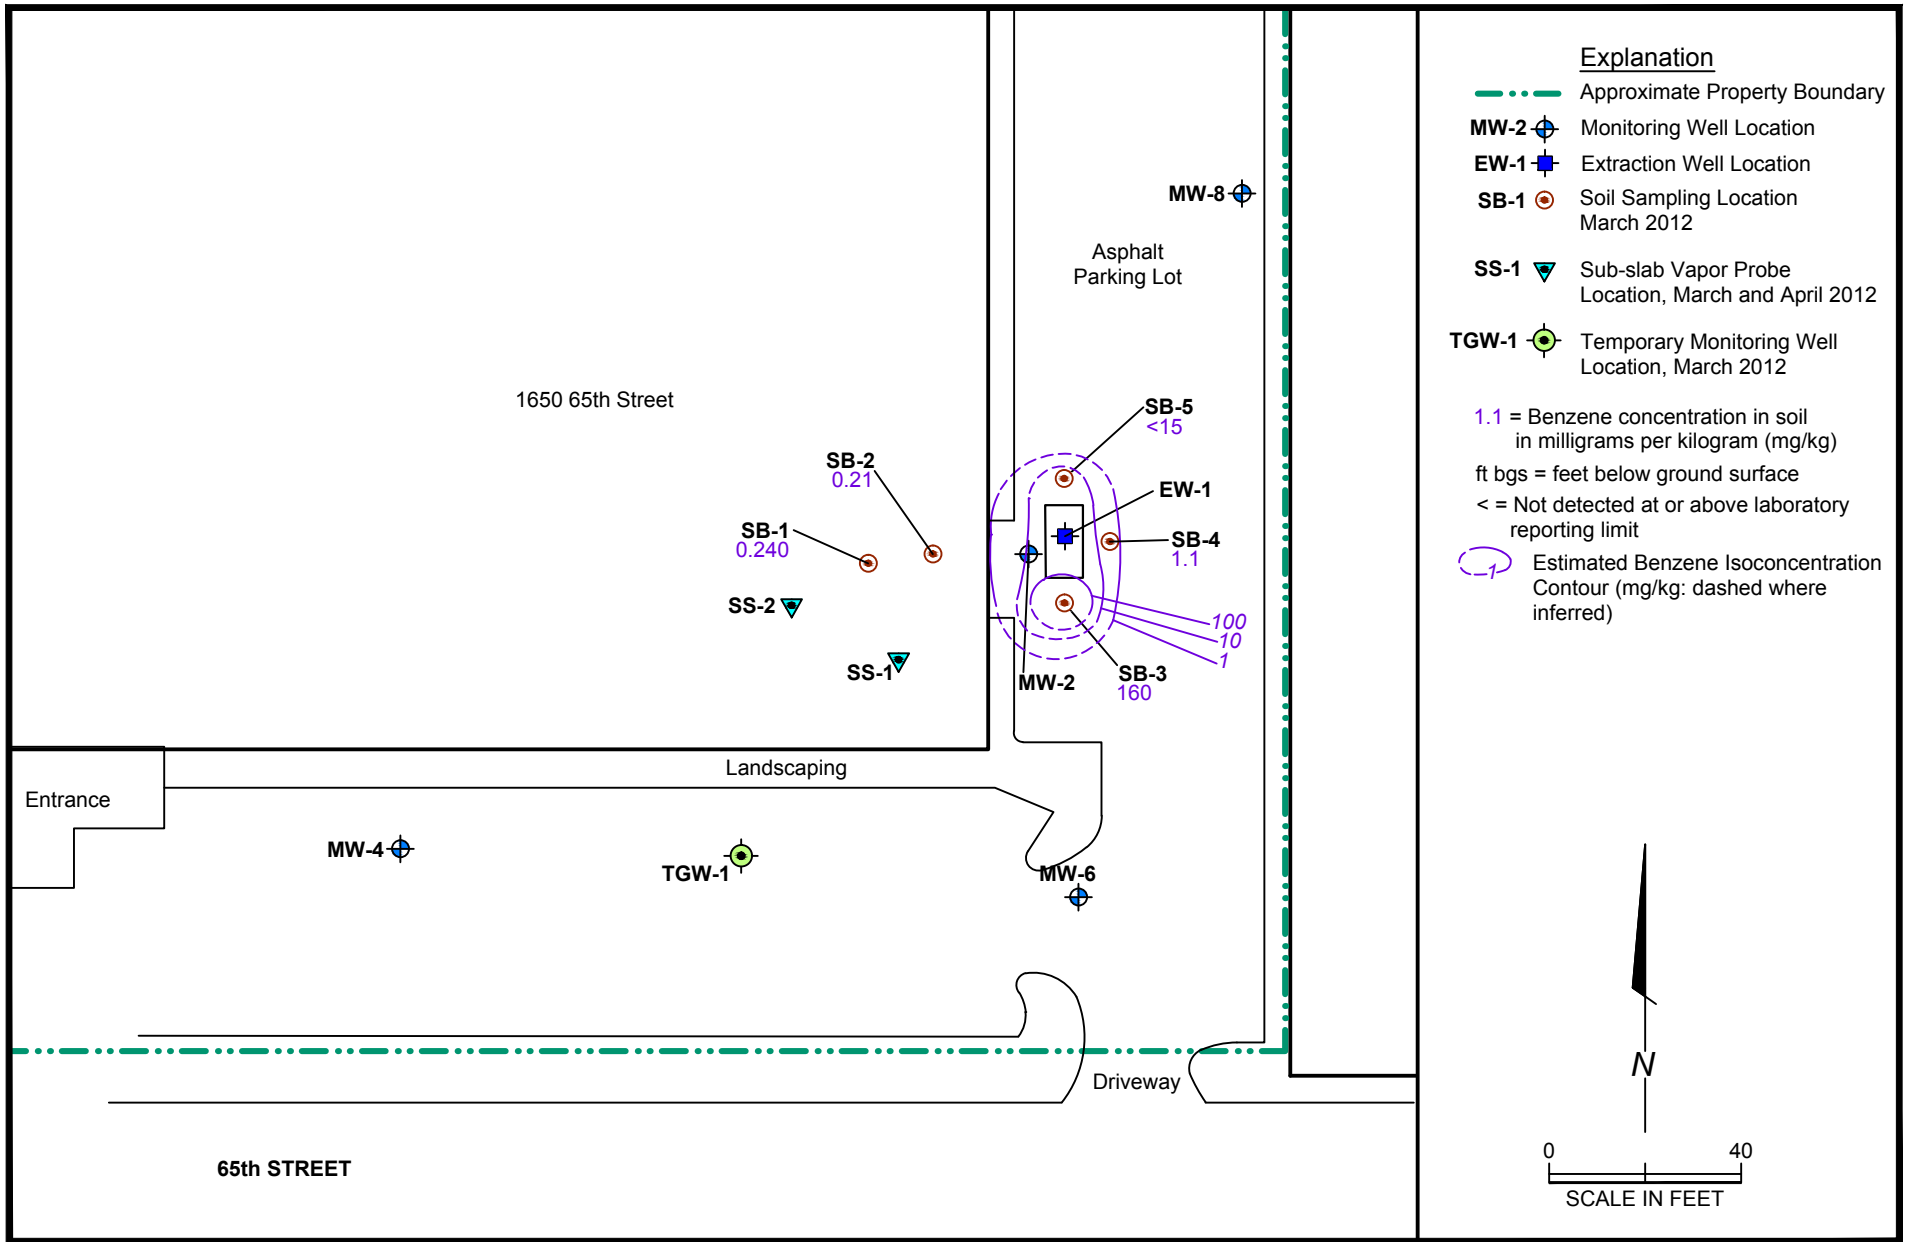 Explanation
Approximate Property Boundary
MW-2
Monitoring Well Location
EW-1
Extraction Well Location
SB-1
Soil Sampling Location
March 2012
SS-1
Sub-slab Vapor Probe
Location, March and April 2012
TGW-1
Temporary Monitoring Well
Location, March 2012
1.1 = Benzene concentration in soil
in milligrams per kilogram (mg/kg)
ft bgs = feet below ground surface
< = Not detected at or above laboratory
reporting limit
1
Estimated Benzene Isoconcentration
Contour (mg/kg: dashed where
inferred)
MW-8
Asphalt
Parking Lot
1650 65th Street
SB-5
<15
SB-2
0.21
EW-1
SB-1
0.240
SB-4
1.1
SS-2
100
10
1
SS-1
MW-2
SB-3
160
Landscaping
Entrance
MW-4
TGW-1
MW-6
Driveway
65th STREET
N
0
40
SCALE IN FEET